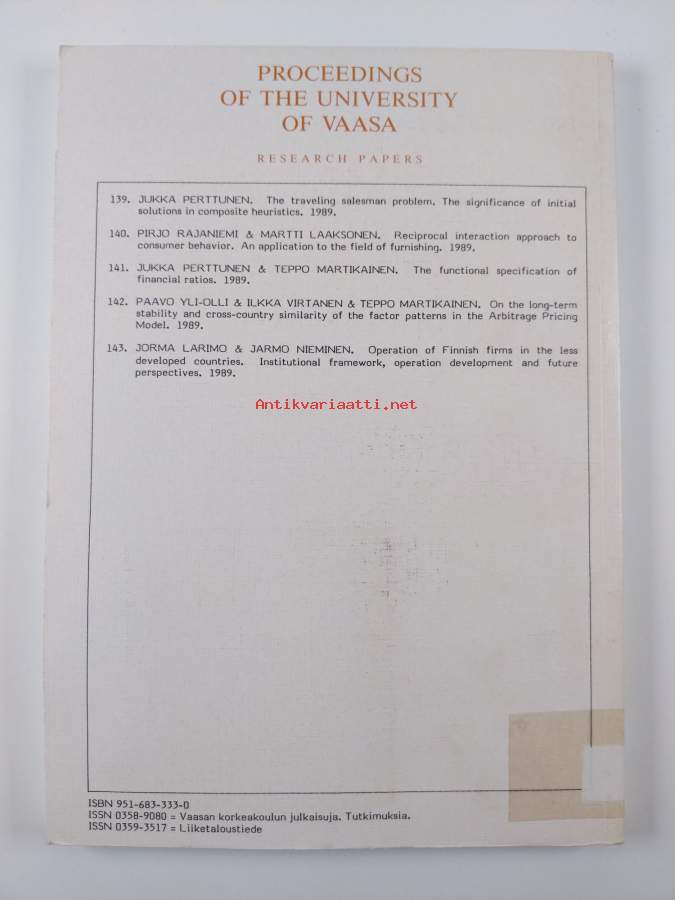 PROCEEDINGS
OF THE UNIVERSITY
OF VAASA
RESEARCH PAPERS
139. JUKKA PERTTUNEN. The traveling salesman problem. The significance of initial
solutions in composite heuristics. 1989.
140. PIRJO RAJANIEMI & MARTTI LAAKSONEN. Reciprocal interaction approach to
consumer behavior. An application to the field of furnishing. 1989.
141. JUKKA PERTTUNEN & TEPPO MARTIKAINEN. The functional specification of
financial ratios. 1989.
142. PAAVO YLI-OLLI & ILKKA VIRTANEN & TEPPO MARTIKAINEN. On the long-term
stability and cross-country similarity of the factor patterns in the Arbitrage Pricing
Model. 1989.
143. JORMA LARIMO & JARMO NIEMINEN. Operation of Finnish firms in the less
developed countries. Institutional framework, operation development and future
perspectives. 1989.
Antikvariaatti.net
ISBN 951-683-333-0
ISSN 0358-9080 = Vaasan korkeakoulun julkaisuja. Tutkimuksia.
ISSN 0359-3517 = Liiketaloustiede